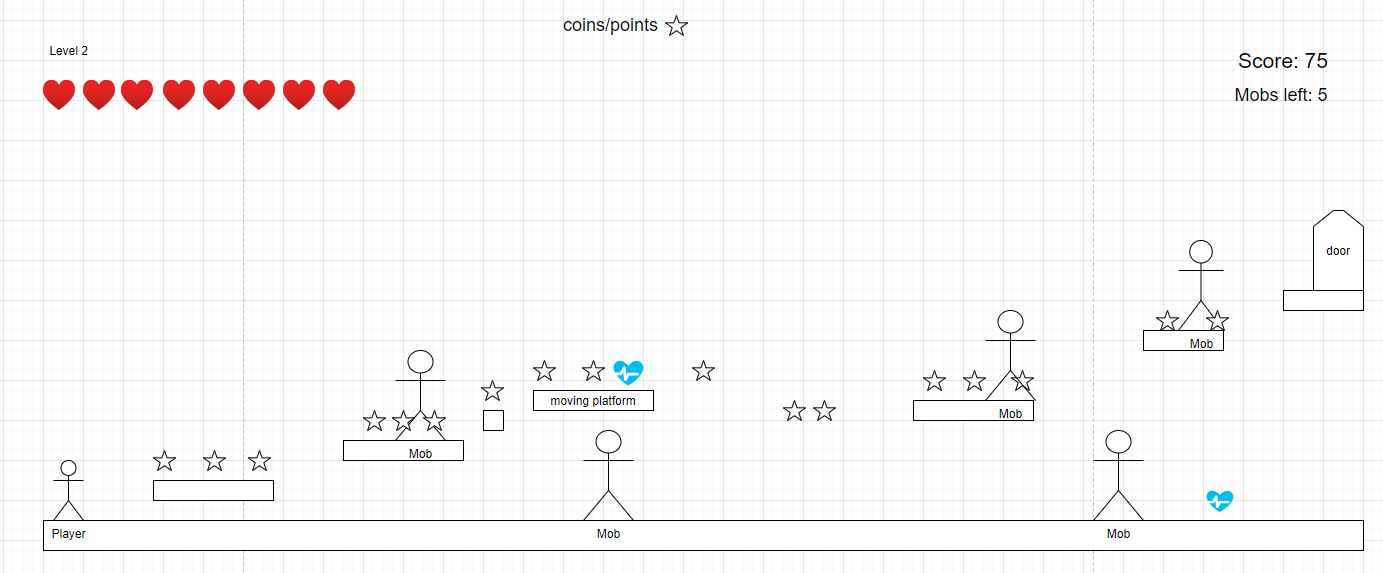 coins/points
Level 2
Score: 75
Mobs left: 5
door
Mob
moving platform
Mob
Mob
Player
Mob
Mob